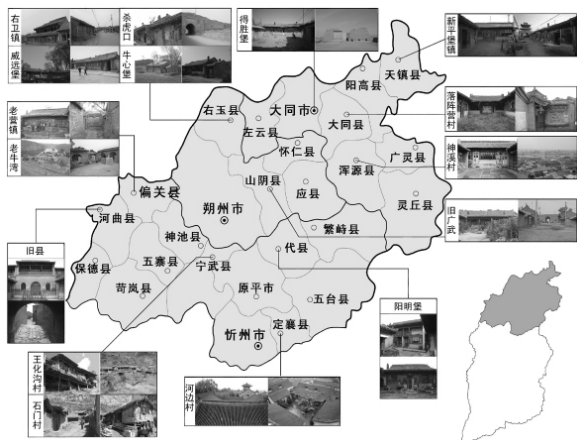 右卫镇
杀虎口
威远堡
牛心堡
得胜堡
新平堡镇
天镇县
阳高县
老营镇
老牛湾
右玉县
左云县
大同市
大同县
落阵营村
怀仁县
广灵县
浑源县
神溪村
偏关县
山阴县
应县
灵丘县
旧广武
河曲县
朔州市
繁峙县
旧县
神池县
代县
保德县
五寨县
宁武县
岢岚县
原平市
五台县
阳明堡
忻州市
定襄县
王化沟村
石门村
河边村